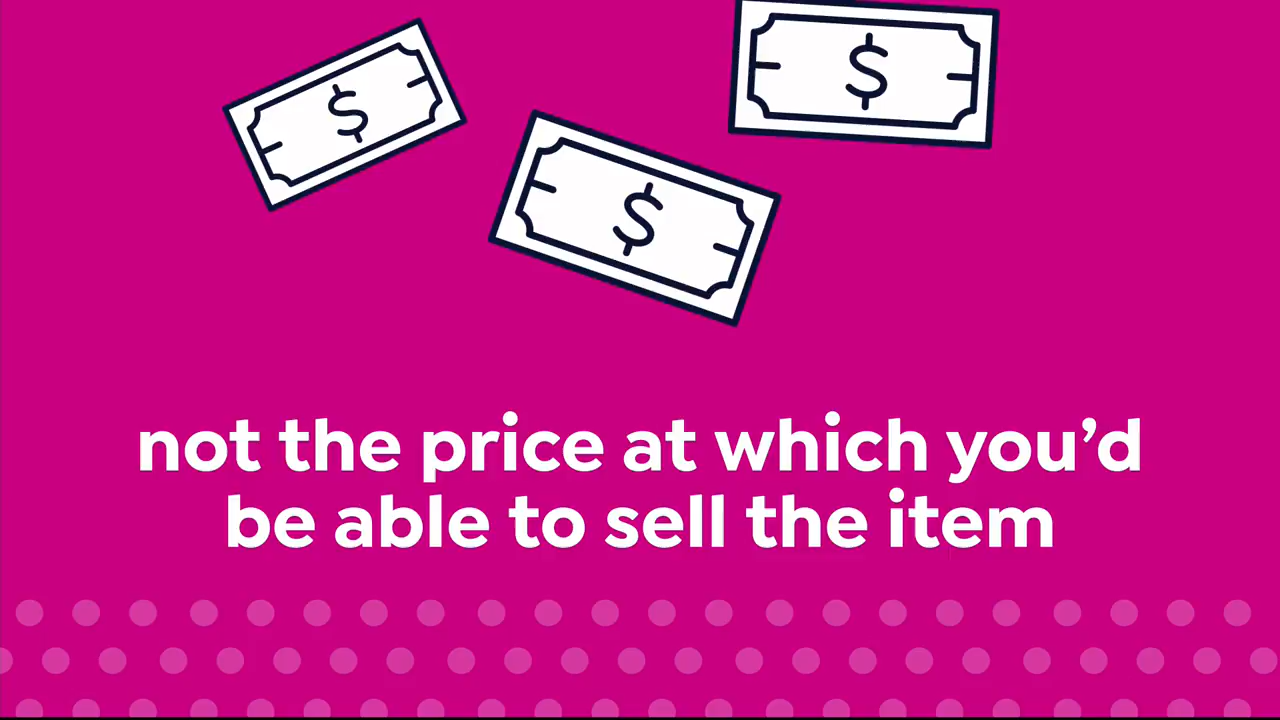 $
$
$
not the price at which you’d
be able to sell the item